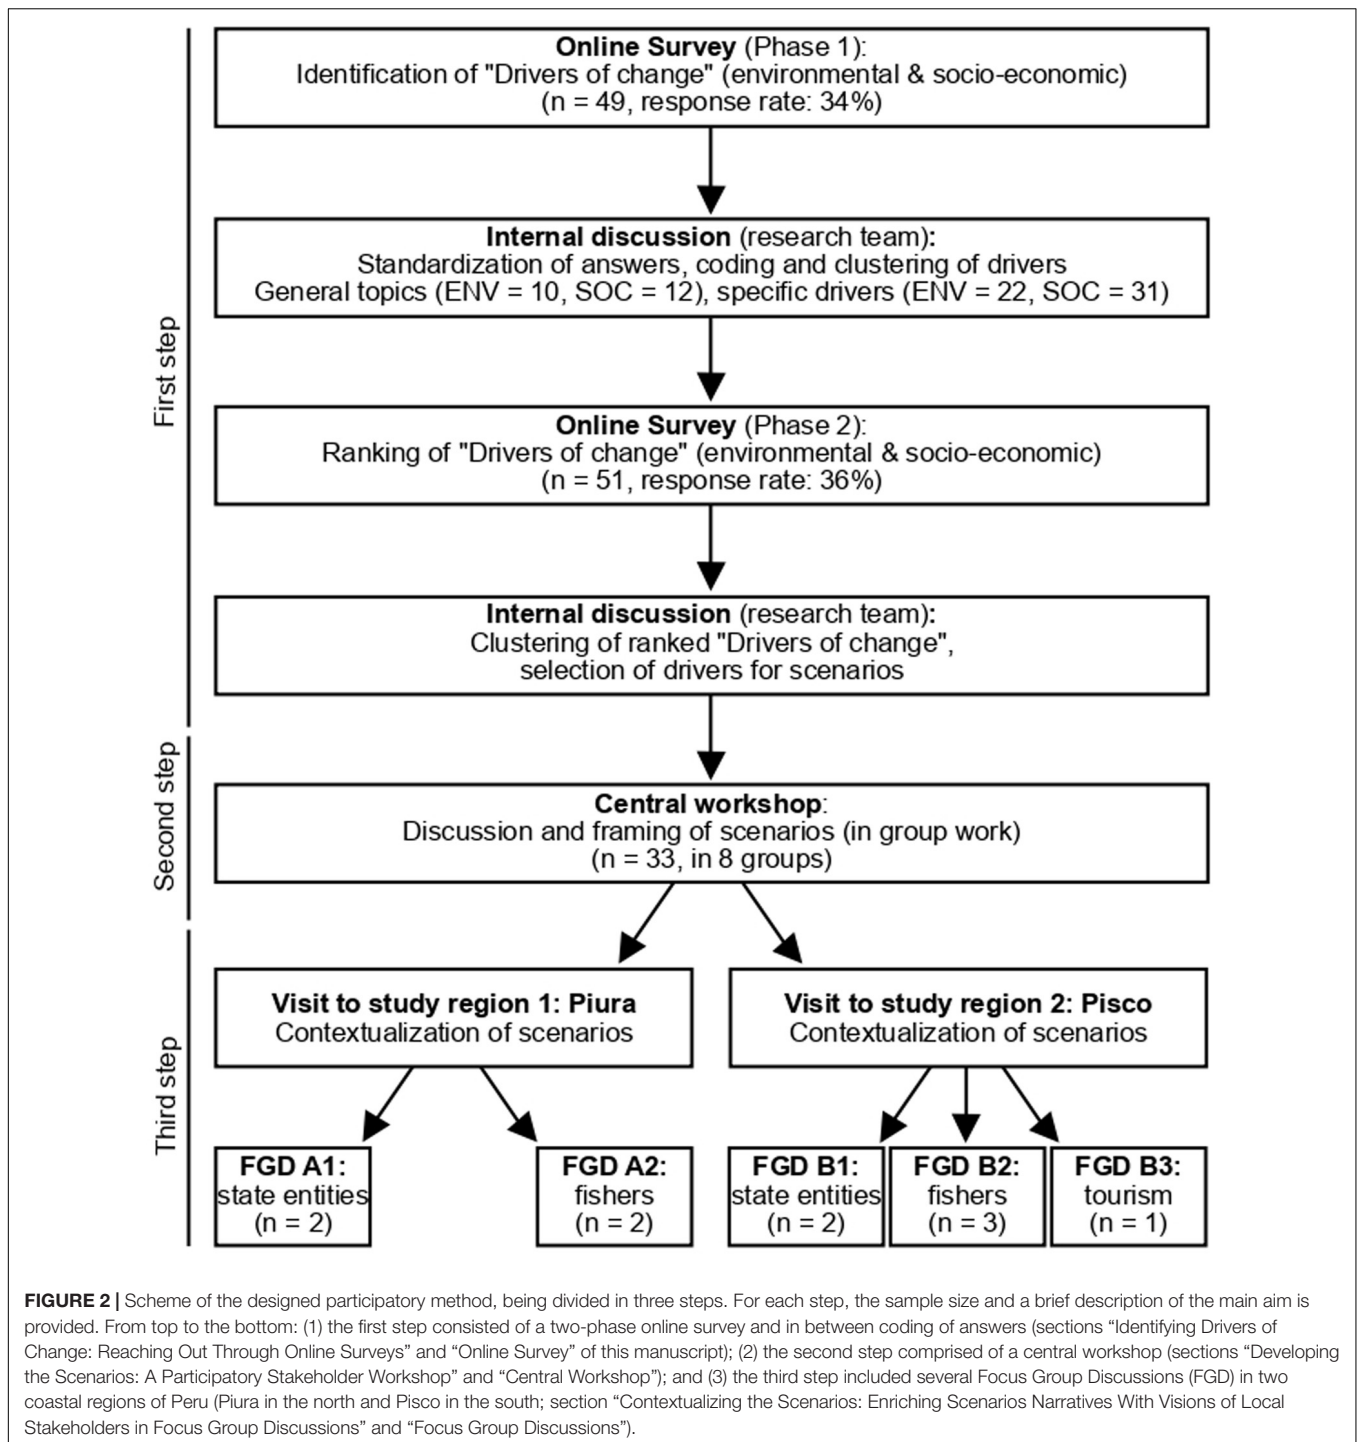 Online Survey (Phase 1):
Identification of "Drivers of change" (environmental & socio-economic)
(n = 49, response rate: 34%)
Internal discussion (research team):
Standardization of answers, coding and clustering of drivers
General topics (ENV = 10, SOC = 12), specific drivers (ENV = 22, SOC = 31)
First step
Online Survey (Phase 2):
Ranking of "Drivers of change" (environmental & socio-economic)
(n = 51, response rate: 36%)
Internal discussion (research team):
Clustering of ranked "Drivers of change",
selection of drivers for scenarios
Second step
Central workshop:
Discussion and framing of scenarios (in group work)
(n = 33, in 8 groups)
Third step
Visit to study region 1: Piura
Contextualization of scenarios
Visit to study region 2: Pisco
Contextualization of scenarios
FGD A1:
state entities
(n = 2)
FGD A2:
fishers
(n = 2)
FGD B1:
state entities
(n = 2)
FGD B2:
fishers
(n = 3)
FGD B3:
tourism
(n = 1)
FIGURE 2 | Scheme of the designed participatory method, being divided in three steps. For each step, the sample size and a brief description of the main aim is
provided. From top to the bottom: (1) the first step consisted of a two-phase online survey and in between coding of answers (sections “Identifying Drivers of
Change: Reaching Out Through Online Surveys” and “Online Survey” of this manuscript); (2) the second step comprised of a central workshop (sections “Developing
the Scenarios: A Participatory Stakeholder Workshop” and “Central Workshop”); and (3) the third step included several Focus Group Discussions (FGD) in two
coastal regions of Peru (Piura in the north and Pisco in the south; section “Contextualizing the Scenarios: Enriching Scenarios Narratives With Visions of Local
Stakeholders in Focus Group Discussions” and “Focus Group Discussions”).